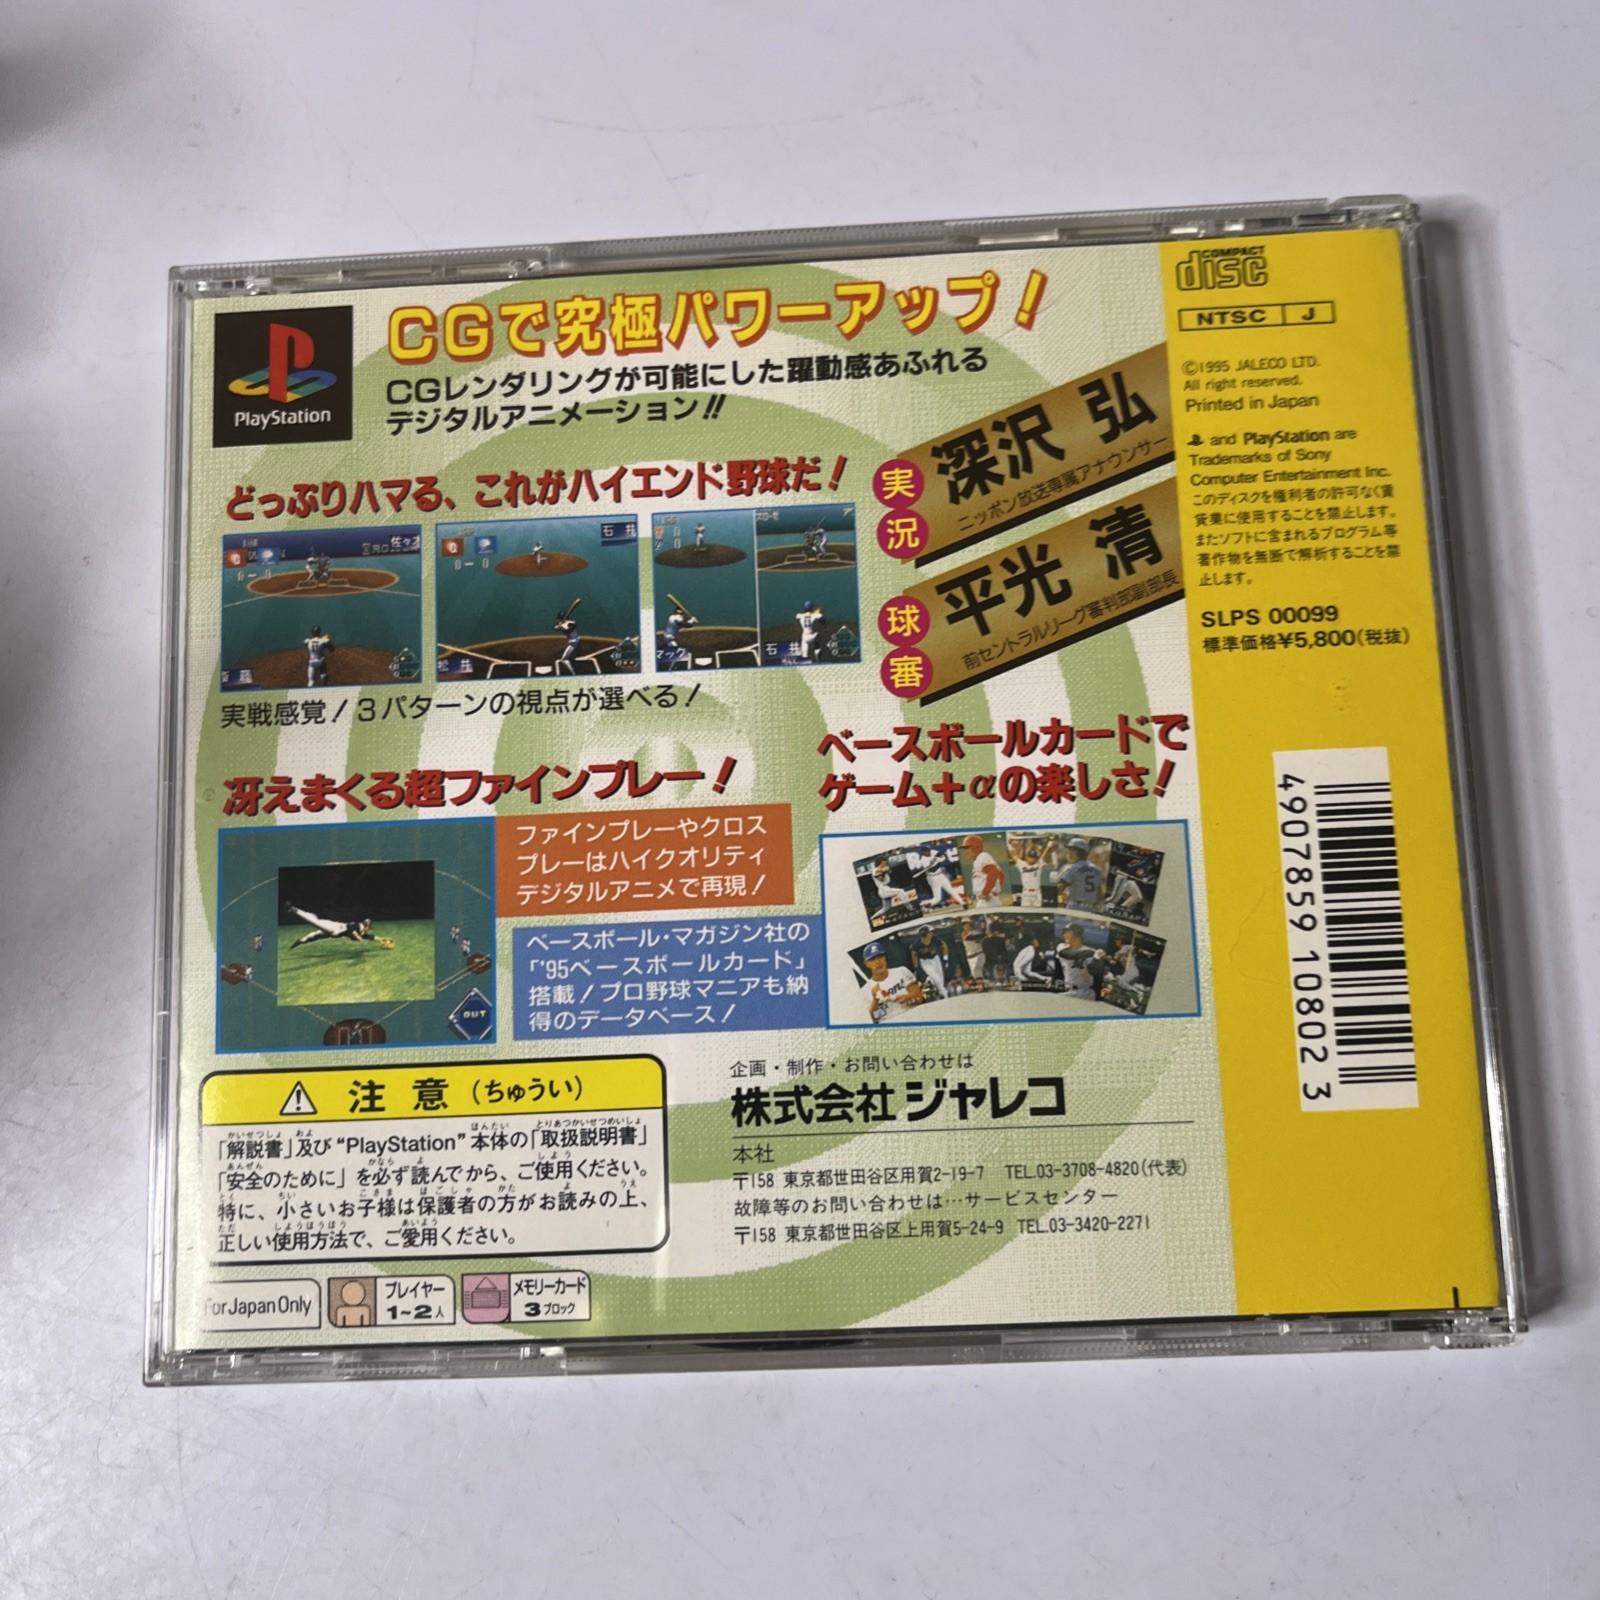 PlayStation
CGで究極パワーアップ!
CGレンダリングが可能にした躍動感あふれる
デジタルアニメーション!!
どっぷりハマる、これがハイエンド野球だ!
佐々木
石井
松井
マック
石井
実戦感覚!3パターンの視点が選べる!
実況
深沢 弘
ニッポン放送専属アナウンサー
球審
平光 清
前セントラルリーグ審判部副部長
冴えまくる超ファインプレー!
OUT
ファインプレーやクロス
プレーはハイクオリティ
デジタルアニメで再現!
ベースボール・マガジン社の
「'95ベースボールカード」
搭載!プロ野球マニアも納
得のデータベース!
ベースボールカードで
ゲーム+αの楽しさ!
注意(ちゅうい)
「解説書」及び“PlayStation”本体の「取扱説明書」
「安全のために」を必ず読んでから、ご使用ください。
特に、小さいお子様は保護者の方がお読みの上、
正しい使用方法で、ご愛用ください。
for Japan Only
プレイヤー
1~2人
メモリーカード
3ブロック
企画・制作・お問い合わせは
株式会社ジャレコ
本社
〒158 東京都世田谷区用賀2-19-7 TEL.03-3708-4820(代表)
故障等のお問い合わせは…サービスセンター
〒158 東京都世田谷区上用賀5-24-9 TEL.03-3420-2271
COMPACT
disc
NTSC J
©1995 JALECO LTD.
All right reserved.
Printed in Japan
and PlayStation are
Trademarks of Sony
Computer Entertainment Inc.
このディスクを権利者の許可なく賃
貸業に使用することを禁止します。
またソフトに含まれるプログラム等
著作物を無断で解析することを禁
止します。
SLPS 00099
標準価格¥5,800(税抜)
4 907859 108023